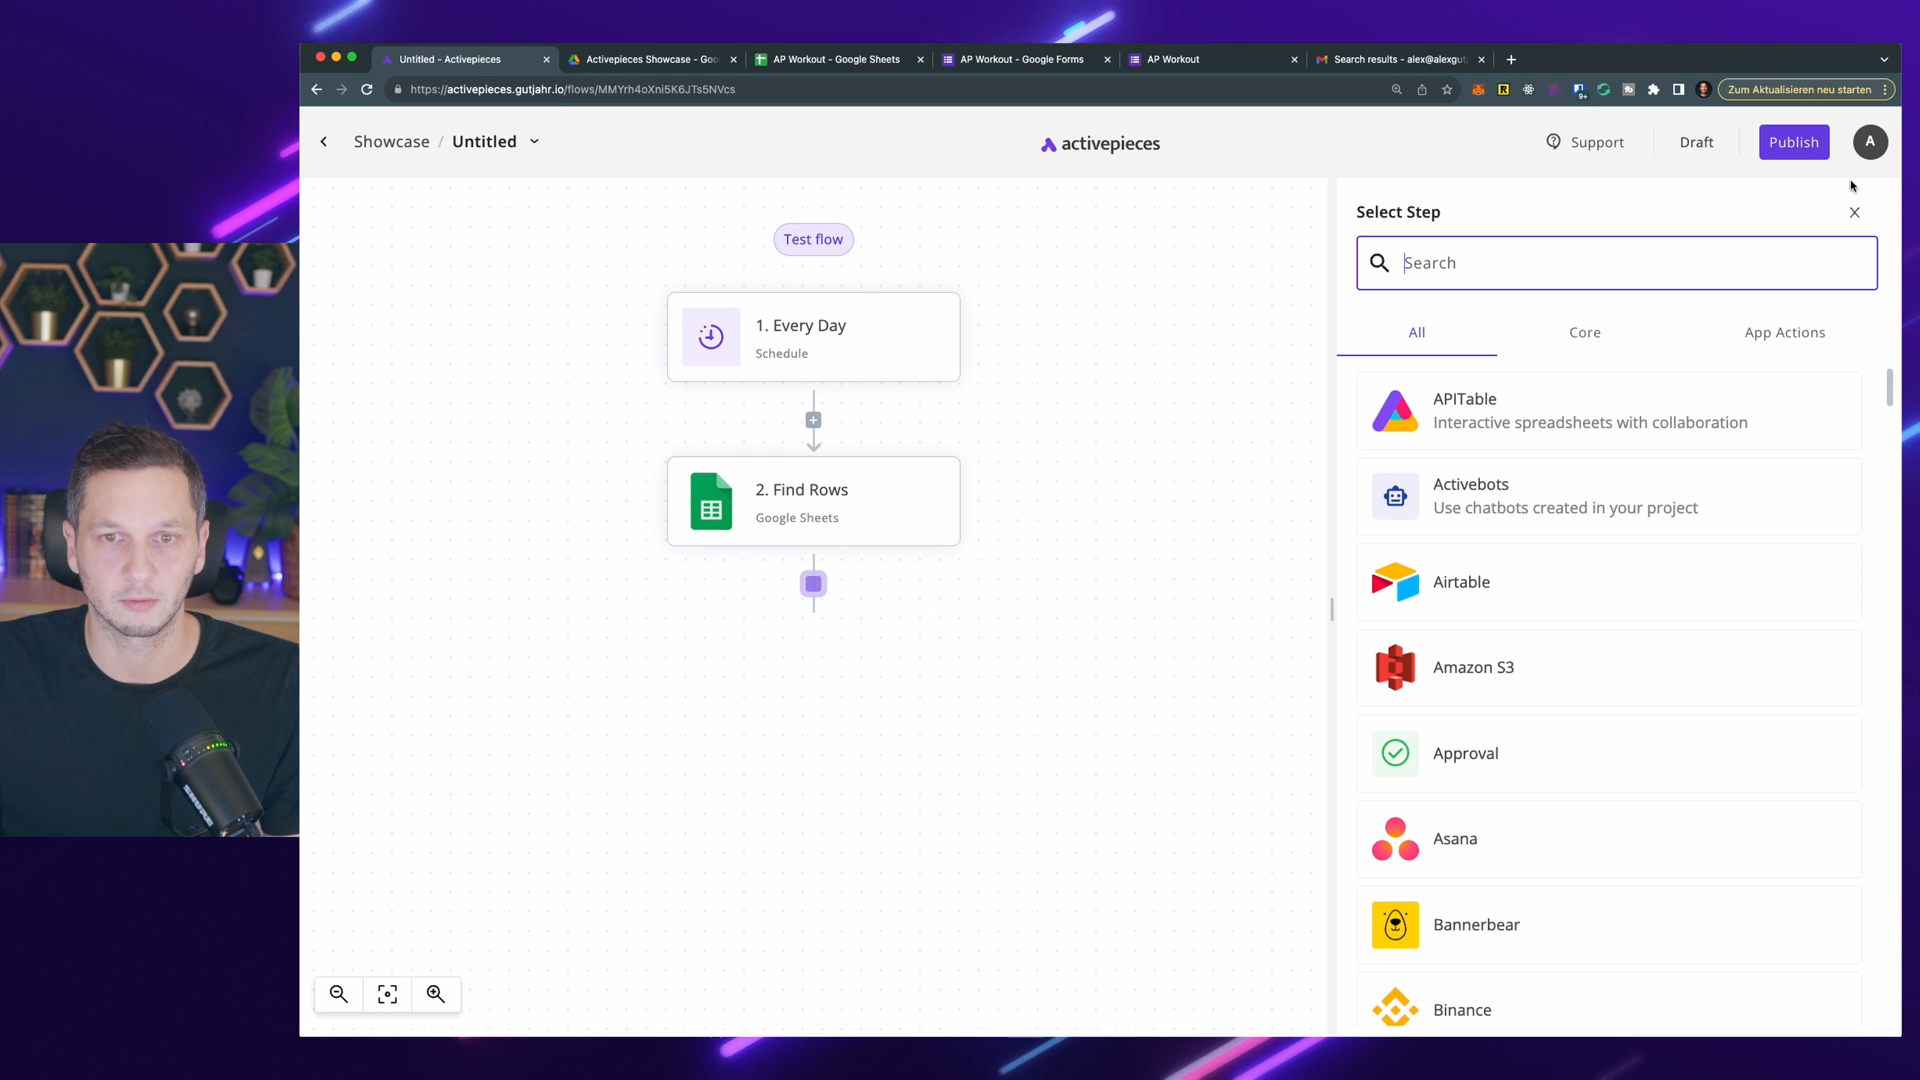 Untitled - Activepieces
Activepieces Showcase - Goo
AP Workout - Google Sheets
AP Workout - Google Forms
AP Workout
Search results - alex@alexgut
https://activepieces.gutjahr.io/flows/MMYrh4oXni5K6JTs5NVcs
9+
Zum Aktualisieren neu starten
Showcase / Untitled
activepieces
Support
Draft
Publish
A
Test flow
1. Every Day
Schedule
2. Find Rows
Google Sheets
Select Step
Search
All
Core
App Actions
APITable
Interactive spreadsheets with collaboration
Activebots
Use chatbots created in your project
Airtable
Amazon S3
Approval
Asana
Bannerbear
Binance
SHURE